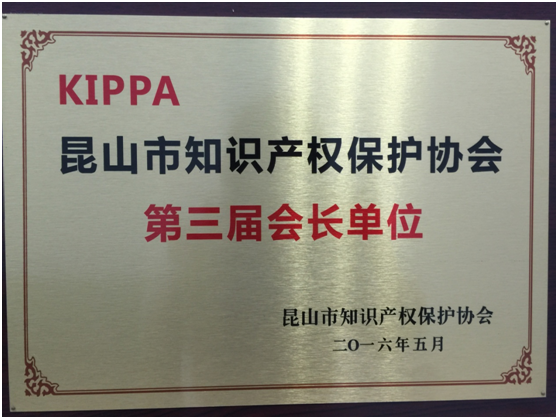 KIPPA
昆山市知识产权保护协会
第三届会长单位
昆山市知识产权保护协会
二O一六年五月